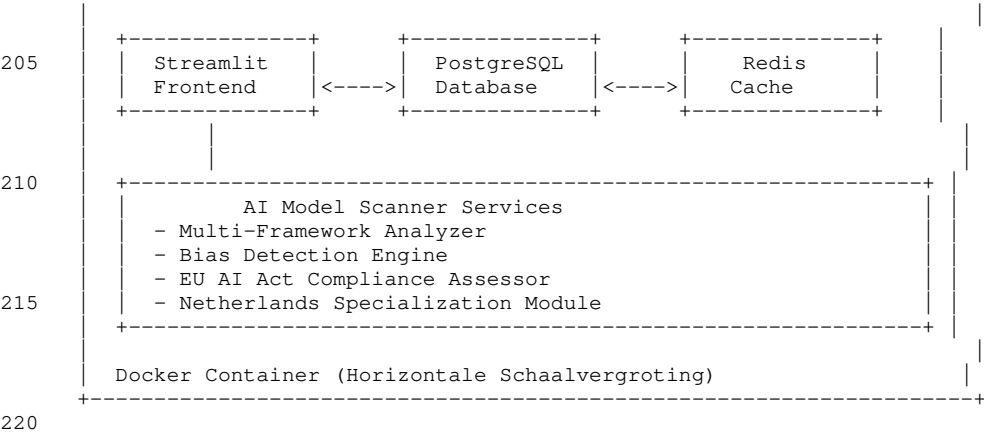 205 Streamlit PostgreSQL Redis
Frontend <----> Database <----> Cache
210
AI Model Scanner Services
- Multi-Framework Analyzer
- Bias Detection Engine
- EU AI Act Compliance Assessor
215 - Netherlands Specialization Module
Docker Container (Horizontale Schaalvergroting)
220